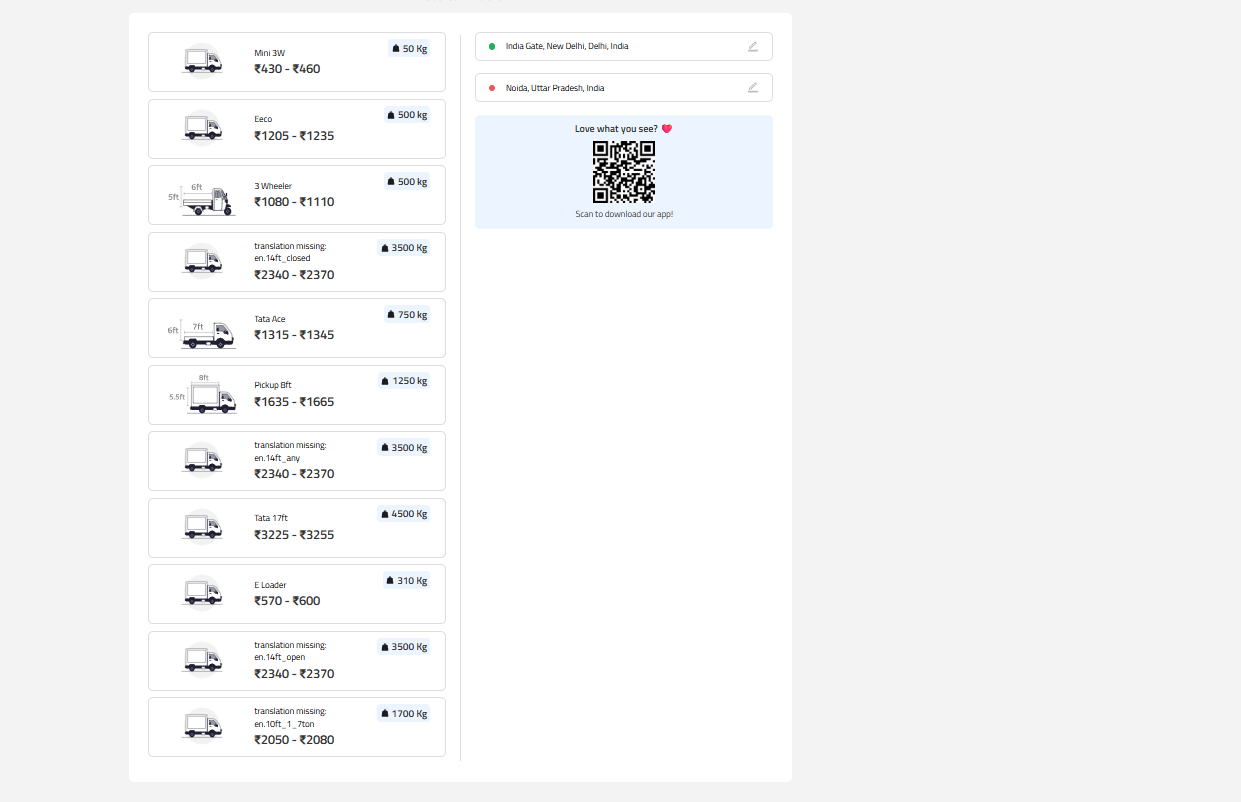 Mini 3W
50 Kg
₹430 - ₹460
Eeco
500 kg
₹1205 - ₹1235
6ft
5ft
3 Wheeler
500 kg
₹1080 - ₹1110
translation missing:
en.14ft_closed
3500 Kg
₹2340 - ₹2370
7ft
6ft
Tata Ace
750 kg
₹1315 - ₹1345
8ft
5.5ft
Pickup 8ft
1250 kg
₹1635 - ₹1665
translation missing:
en.14ft_any
3500 Kg
₹2340 - ₹2370
Tata 17ft
4500 Kg
₹3225 - ₹3255
E Loader
310 Kg
₹570 - ₹600
translation missing:
en.14ft_open
3500 Kg
₹2340 - ₹2370
translation missing:
en.10ft_1_7ton
1700 Kg
₹2050 - ₹2080
India Gate, New Delhi, Delhi, India
Noida, Uttar Pradesh, India
Love what you see?
Scan to download our app!